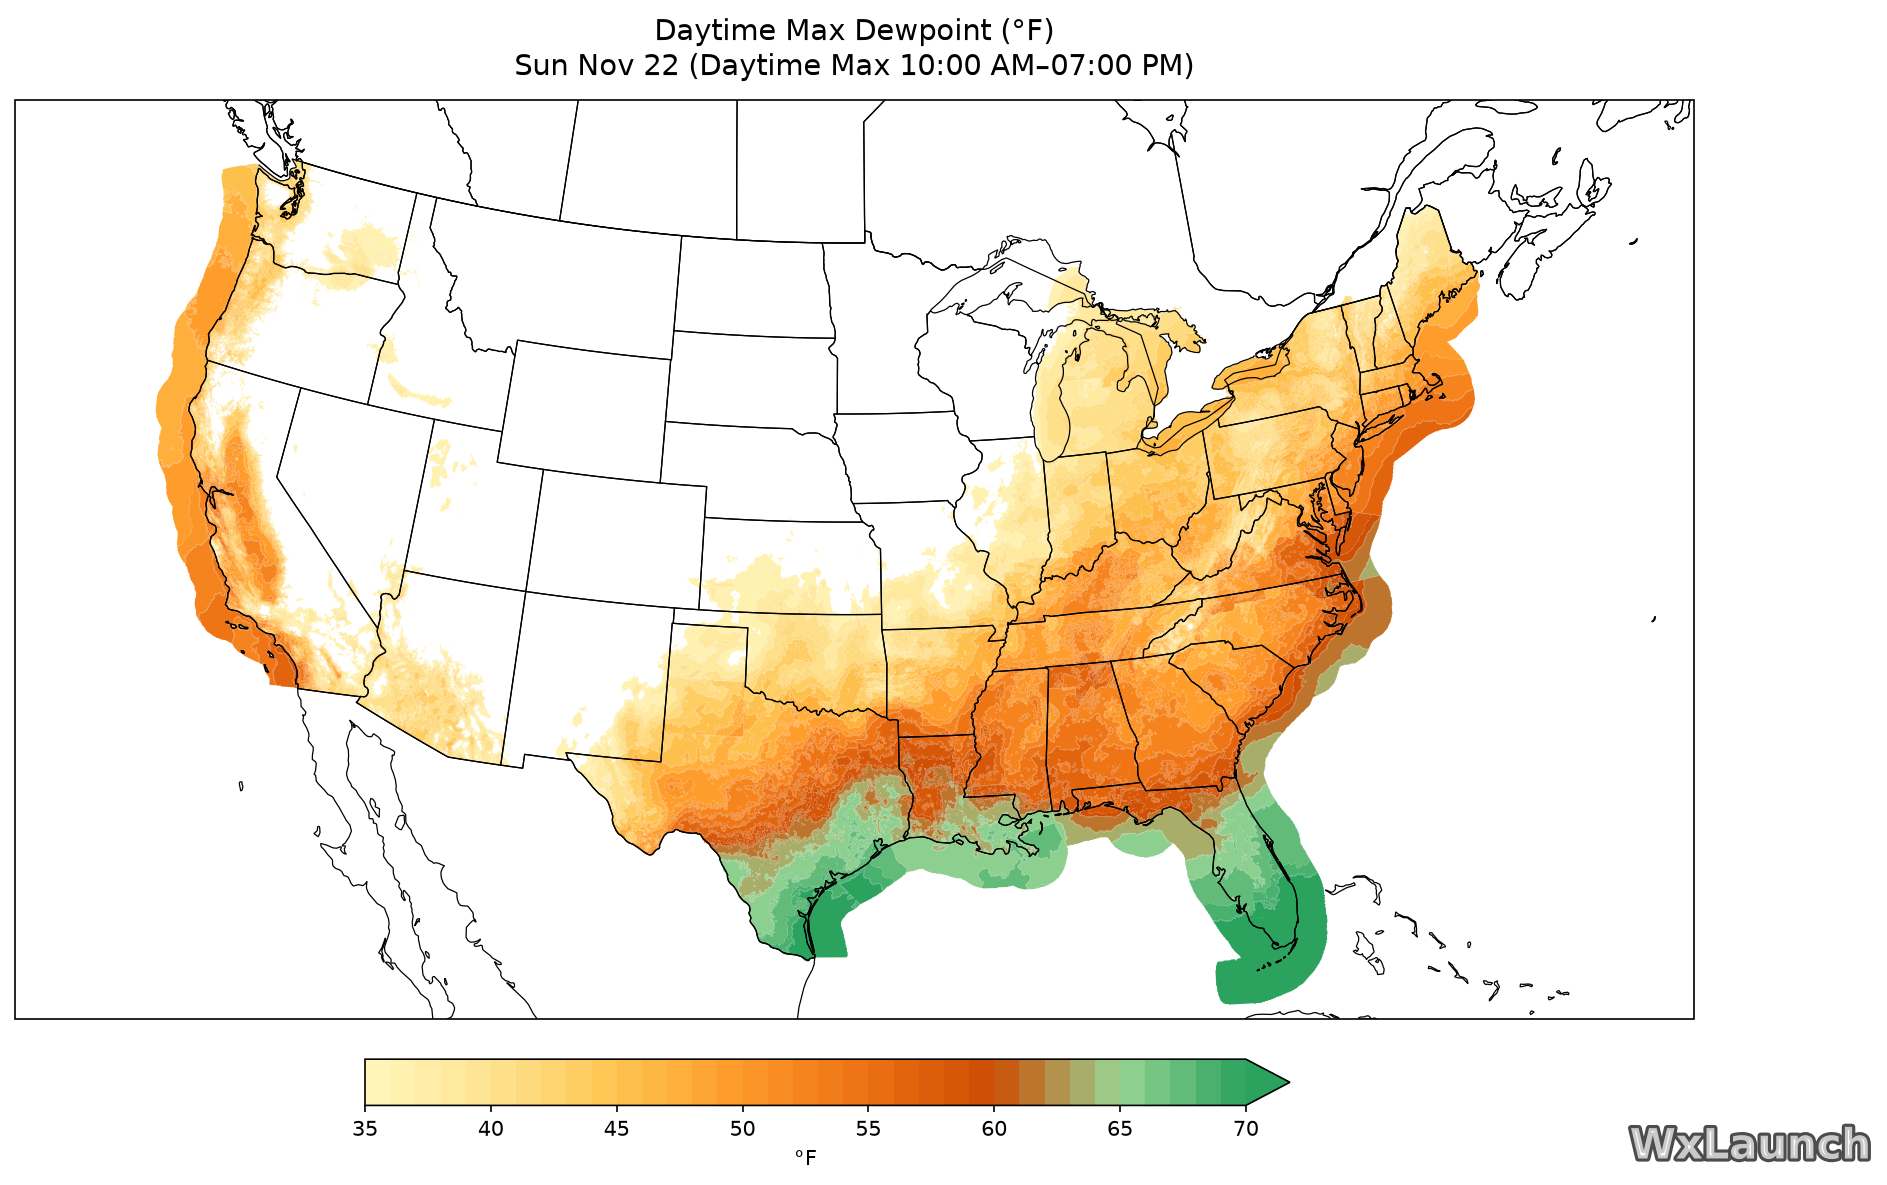 Daytime Max Dewpoint (°F)
Sun Nov 22 (Daytime Max 10:00 AM–07:00 PM)
35 40 45 50 55 60 65 70
°F
WxLaunch